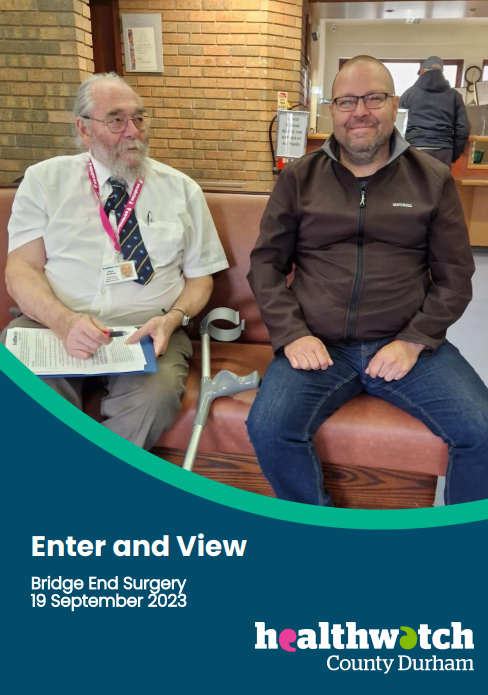 Enter and View
Bridge End Surgery
19 September 2023
healthwatch
County Durham